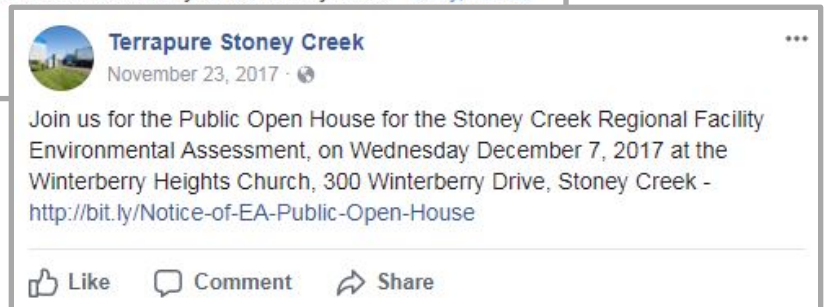 Terrapure Stoney Creek
November 23, 2017 ·
Join us for the Public Open House for the Stoney Creek Regional Facility
Environmental Assessment, on Wednesday December 7, 2017 at the
Winterberry Heights Church, 300 Winterberry Drive, Stoney Creek -
http://bit.ly/Notice-of-EA-Public-Open-House
Like Comment Share